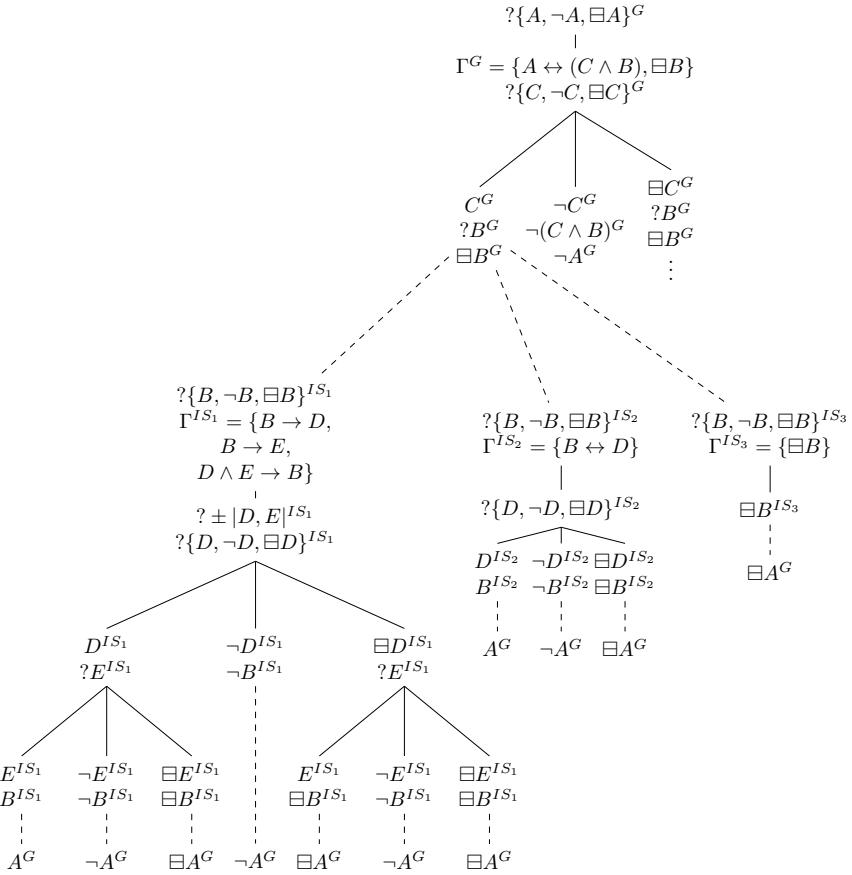 ?{A, ¬A, ⊟A}^G
Γ^G = {A ↔ (C ∧ B), ⊟B}
?{C, ¬C, ⊟C}^G
C^G
?B^G
⊟B^G
¬C^G
¬(C ∧ B)^G
¬A^G
⊟C^G
?B^G
⊟B^G
⋮
?{B, ¬B, ⊟B}^{IS_1}
Γ^{IS_1} = {B → D,
B → E,
D ∧ E → B}
? ± |D, E|^{IS_1}
?{D, ¬D, ⊟D}^{IS_1}
?{B, ¬B, ⊟B}^{IS_2}
Γ^{IS_2} = {B ↔ D}
?{D, ¬D, ⊟D}^{IS_2}
D^{IS_2} ¬D^{IS_2} ⊟D^{IS_2}
B^{IS_2} ¬B^{IS_2} ⊟B^{IS_2}
A^G ¬A^G ⊟A^G
?{B, ¬B, ⊟B}^{IS_3}
Γ^{IS_3} = {⊟B}
⊟B^{IS_3}
⊟A^G
D^{IS_1} ¬D^{IS_1} ⊟D^{IS_1}
?E^{IS_1} ¬B^{IS_1} ?E^{IS_1}
E^{IS_1} ¬E^{IS_1} ⊟E^{IS_1} E^{IS_1} ¬E^{IS_1} ⊟E^{IS_1}
B^{IS_1} ¬B^{IS_1} ⊟B^{IS_1} ⊟B^{IS_1} ¬B^{IS_1} ⊟B^{IS_1}
A^G ¬A^G ⊟A^G ¬A^G ⊟A^G ¬A^G ⊟A^G